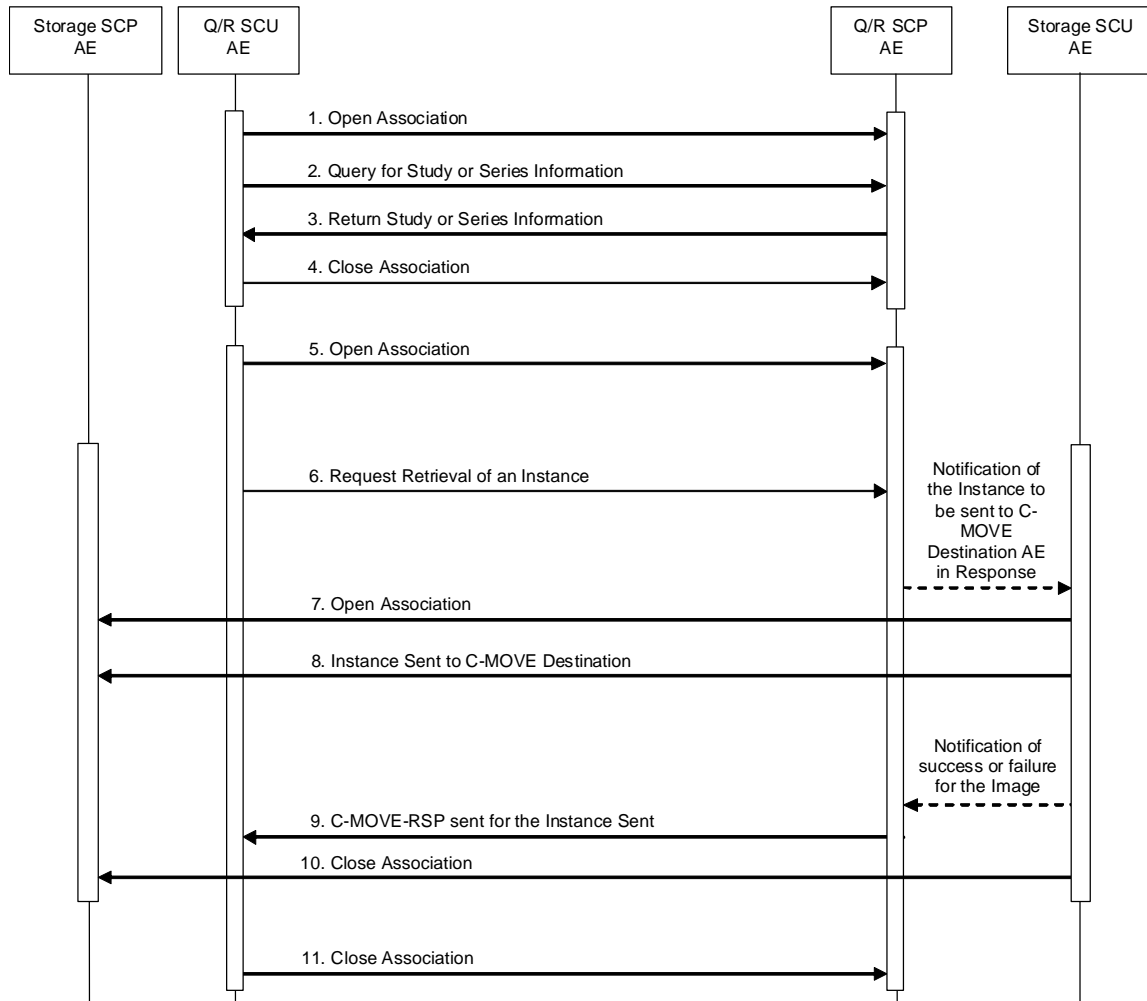 Storage SCP
AE
Q/R SCU
AE
Q/R SCP
AE
Storage SCU
AE
1. Open Association
2. Query for Study or Series Information
3. Return Study or Series Information
4. Close Association
5. Open Association
6. Request Retrieval of an Instance
Notification of
the Instance to
be sent to C-
MOVE
Destination AE
in Response
7. Open Association
8. Instance Sent to C-MOVE Destination
Notification of
success or failure
for the Image
9. C-MOVE-RSP sent for the Instance Sent
10. Close Association
11. Close Association